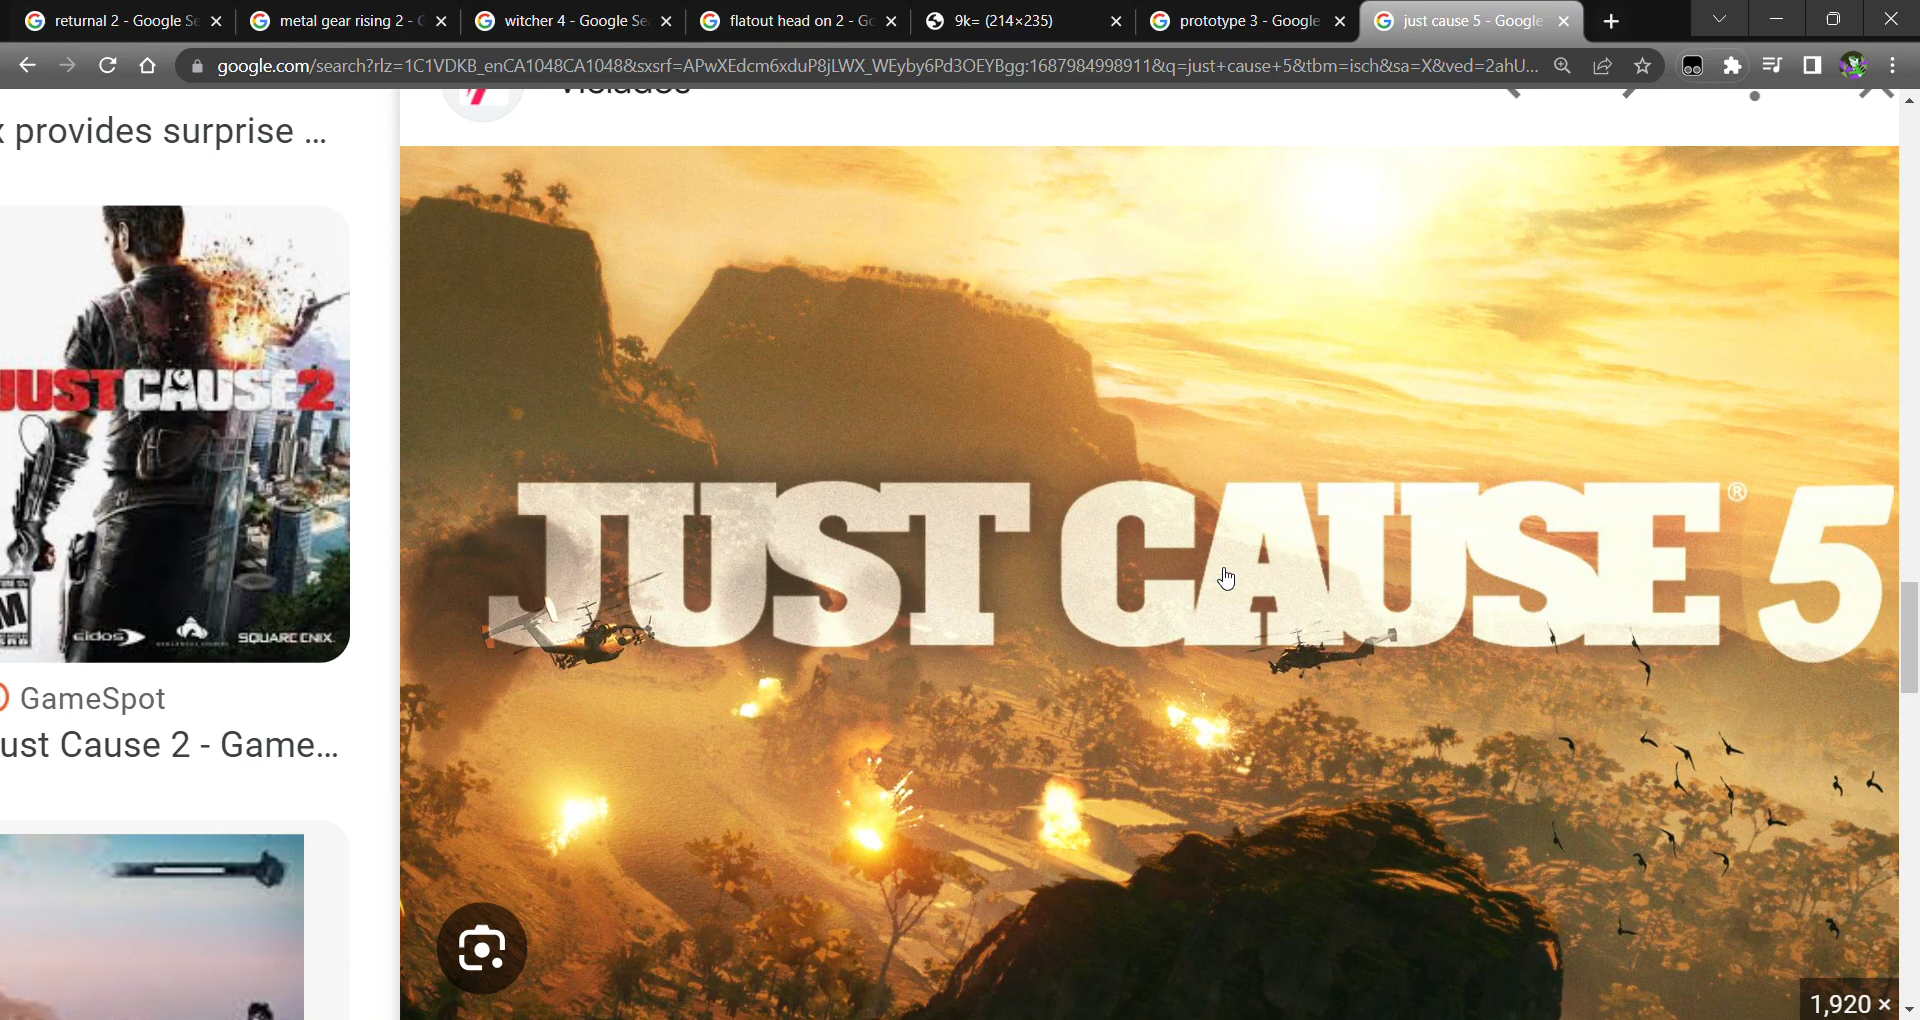 returnal 2 - Google Se
metal gear rising 2 - G
witcher 4 - Google Se
flatout head on 2 - Go
9k= (214×235)
prototype 3 - Google
just cause 5 - Google
google.com/search?rlz=1C1VDKB_enCA1048CA1048&sxsrf=APwXEdcm6xduP8jLWX_WEyby6Pd3OEYBgg:1687984998911&q=just+cause+5&tbm=isch&sa=X&ved=2ahU...
provides surprise ...
JUST CAUSE 2
eidos
SQUARE ENIX.
GameSpot
ust Cause 2 - Game...
JUST CAUSE® 5
1,920 ×